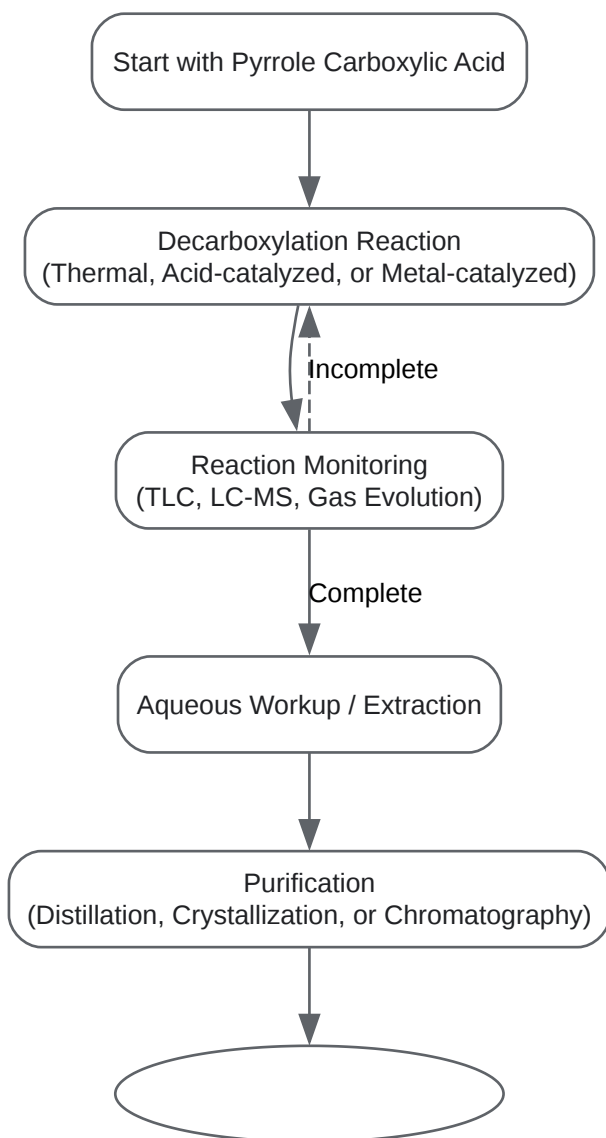 Start with Pyrrole Carboxylic Acid
Decarboxylation Reaction
(Thermal, Acid-catalyzed, or Metal-catalyzed)
Incomplete
Reaction Monitoring
(TLC, LC-MS, Gas Evolution)
Complete
Aqueous Workup / Extraction
Purification
(Distillation, Crystallization, or Chromatography)